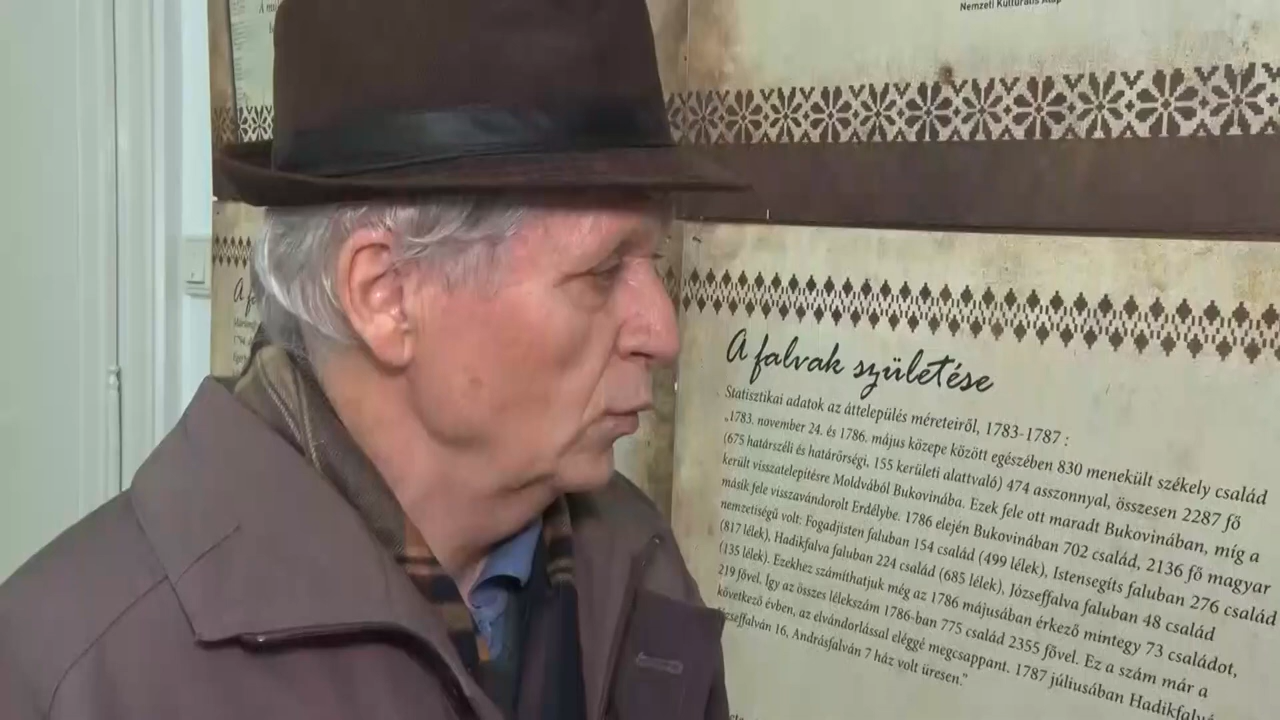 Nemzeti Kulturális Alap
A falvak születése
Statisztikai adatok az áttelepülés méreteiről, 1783-1787 :
„1783. november 24. és 1786. május közepe között egészében 830 menekült székely család
(675 határszéli és határőrségi, 155 kerületi alattvaló) 474 asszonnyal, összesen 2287 fő
került visszatelepítésre Moldvából Bukovinába. Ezek fele ott maradt Bukovinában, míg a
másik fele visszavándorolt Erdélybe. 1786 elején Bukovinában 702 család, 2136 fő magyar
nemzetiségű volt: Fogadjisten faluban 154 család (499 lélek), Istensegíts faluban 276 család
(817 lélek), Hadikfalva faluban 224 család (685 lélek), Józseffalva faluban 48 család
(135 lélek). Ezekhez számíthatjuk még az 1786 májusában érkező mintegy 73 családot,
219 fővel. Így az összes lélekszám 1786-ban 775 család 2355 fővel. Ez a szám már a
következő évben, az elvándorlással eléggé megcsappant. 1787 júliusában Hadikfalvá
zseffalván 16, Andrásfalván 7 ház volt üresen."